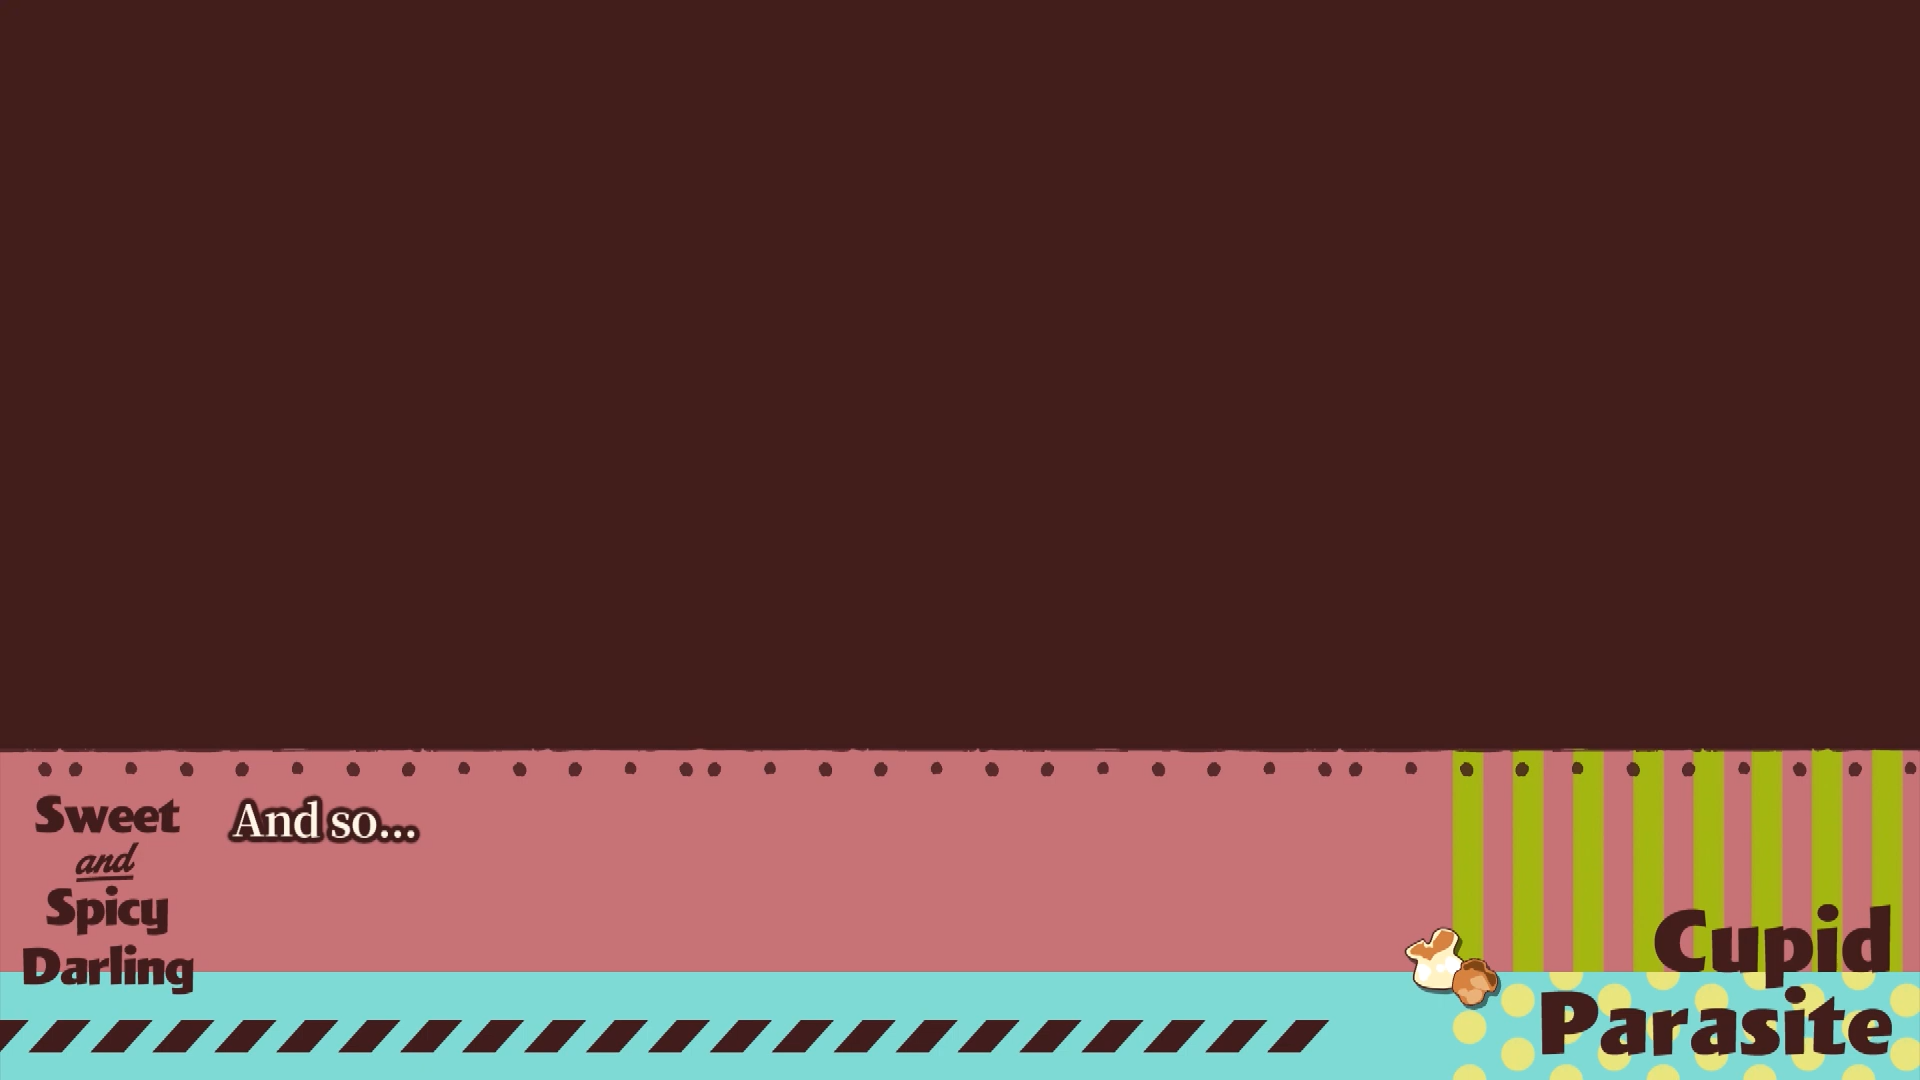 And so...
Sweet
and
Spicy
Darling
Cupid
Parasite